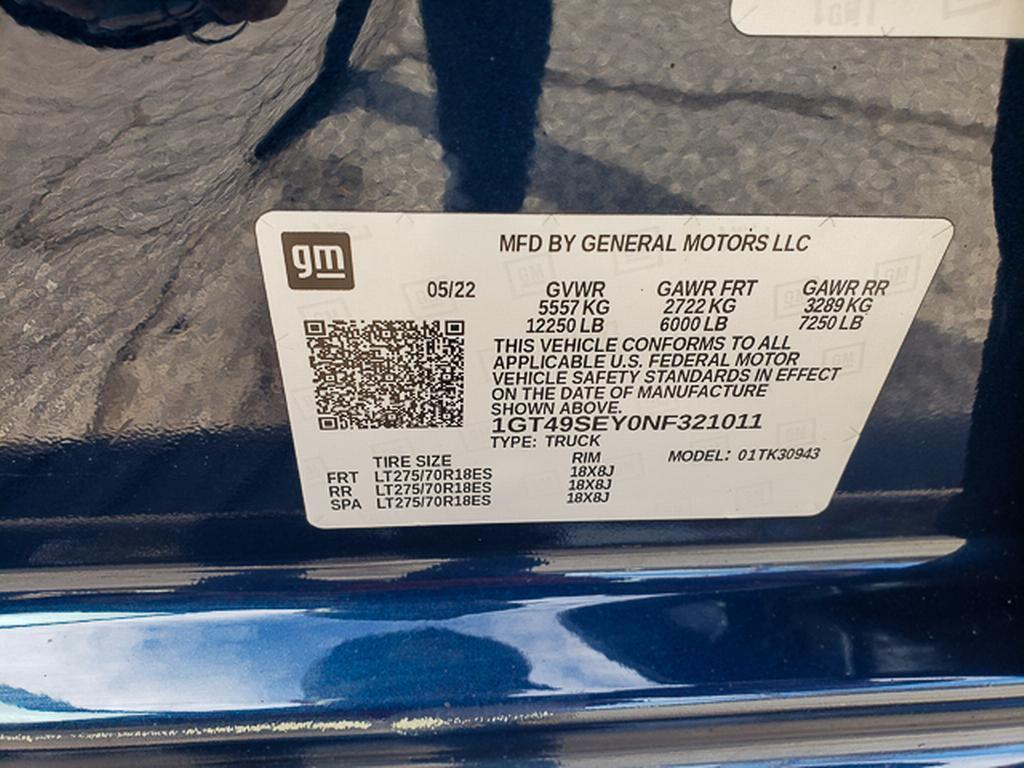 gm
MFD BY GENERAL MOTORS LLC
05/22 GVWR GAWR FRT GAWR RR
5557 KG 2722 KG 3289 KG
12250 LB 6000 LB 7250 LB
THIS VEHICLE CONFORMS TO ALL
APPLICABLE U.S. FEDERAL MOTOR
VEHICLE SAFETY STANDARDS IN EFFECT
ON THE DATE OF MANUFACTURE
SHOWN ABOVE.
1GT49SEY0NF321011
TYPE: TRUCK
TIRE SIZE RIM MODEL: 01TK30943
FRT LT275/70R18ES 18X8J
RR LT275/70R18ES 18X8J
SPA LT275/70R18ES 18X8J